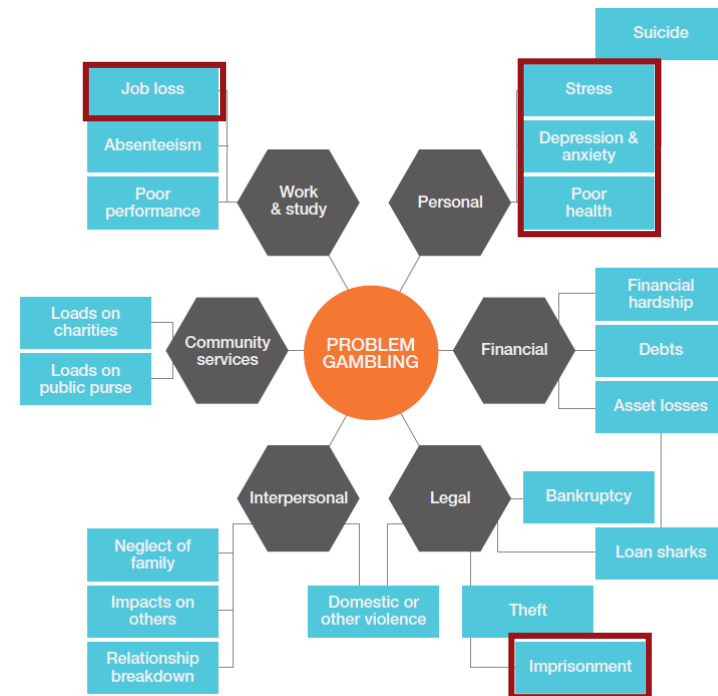 Suicide
Job loss
Stress
Absenteeism
Depression &
anxiety
Poor
performance
Work
& study
Personal
Poor
health
Loads on
charities
Community
services
PROBLEM
GAMBLING
Financial
Financial
hardship
Loads on
public purse
Debts
Asset losses
Interpersonal
Legal
Bankruptcy
Neglect of
family
Loan sharks
Impacts on
others
Domestic or
other violence
Theft
Relationship
breakdown
Imprisonment